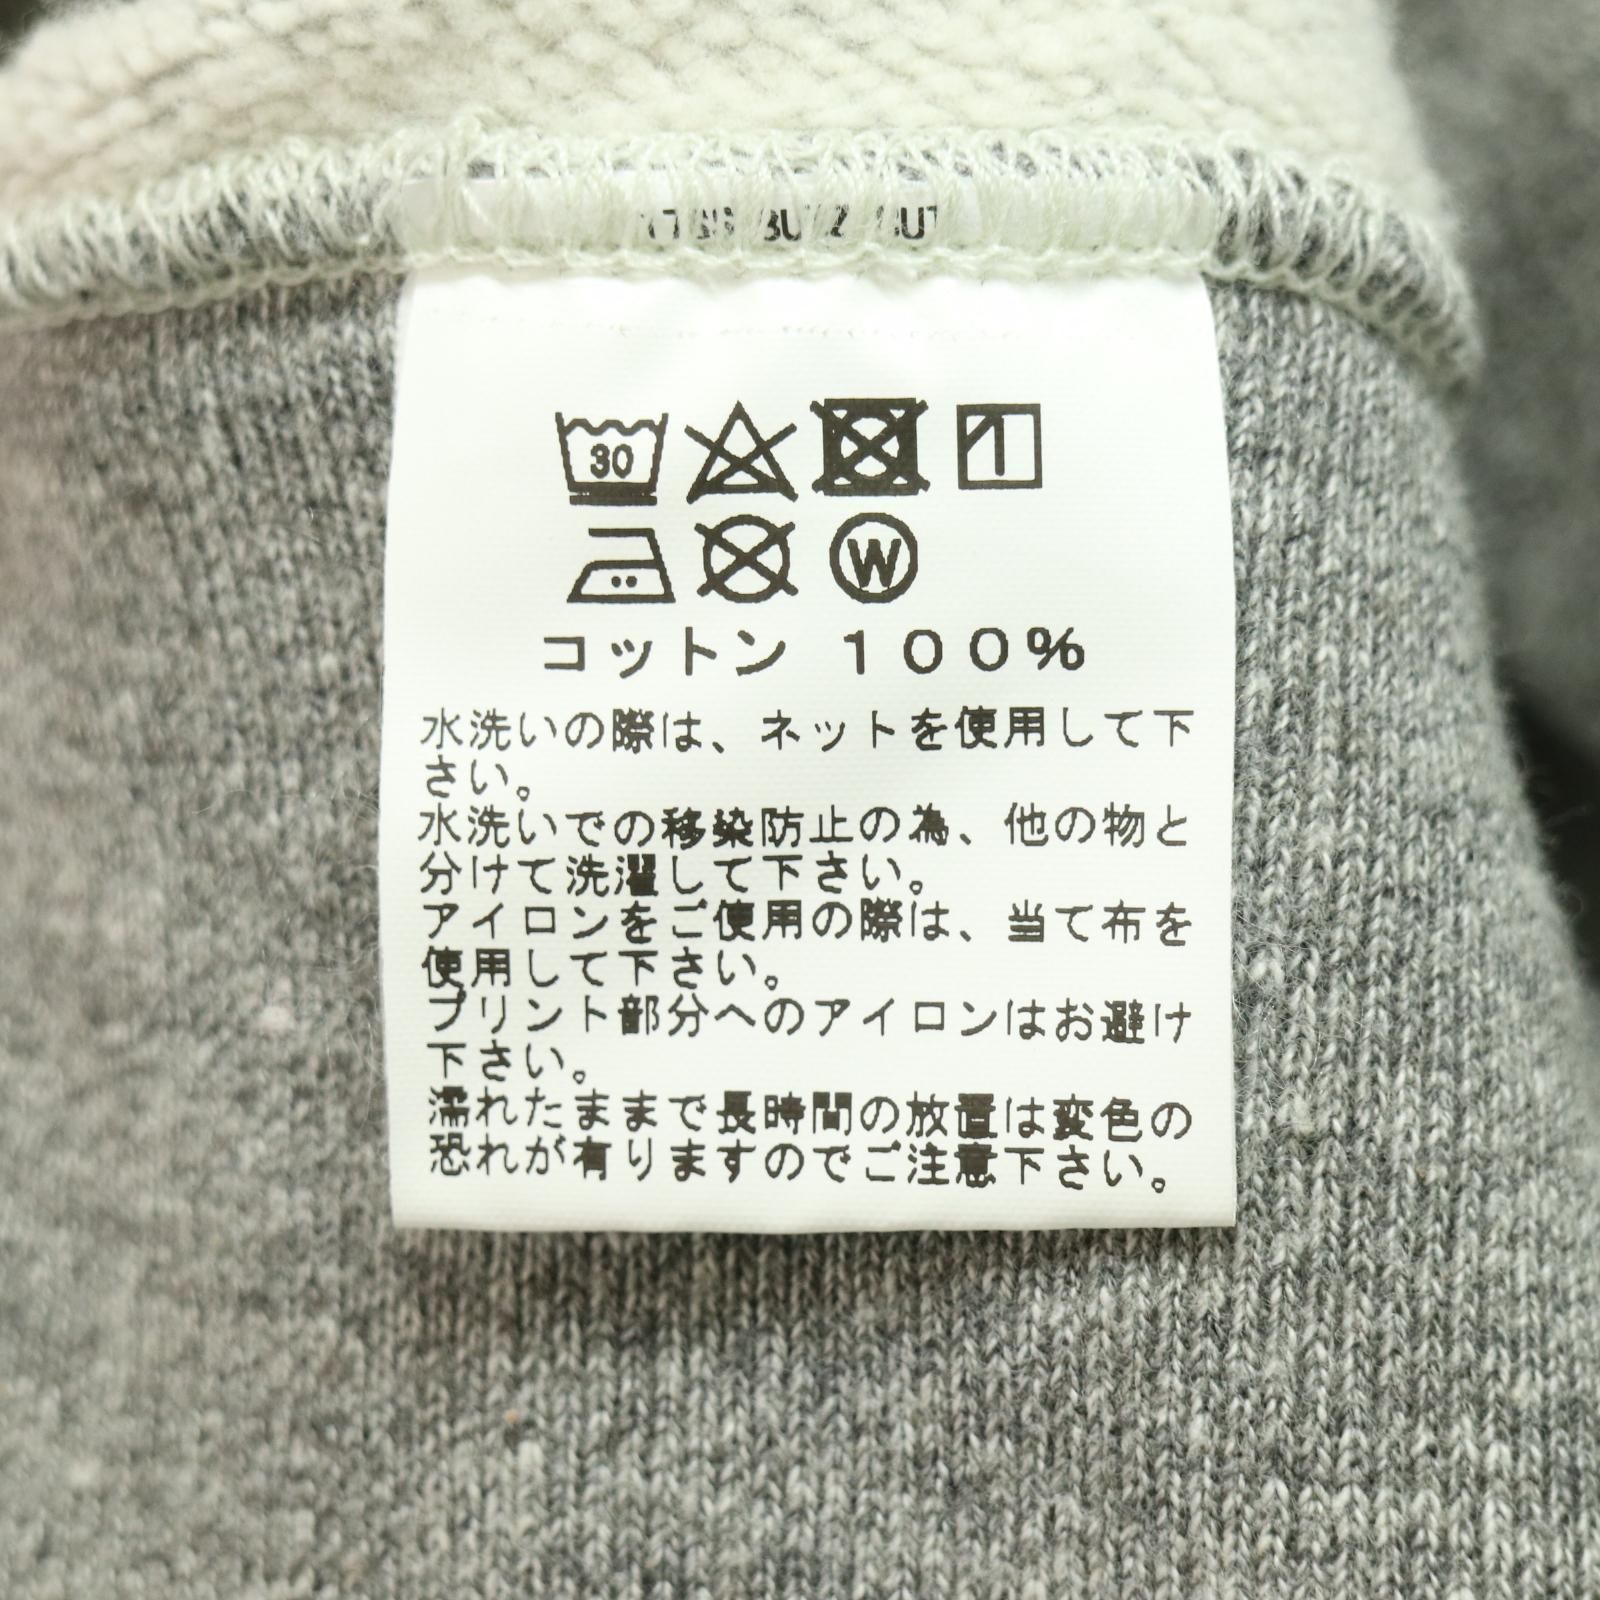 30
W
コットン 100%
水洗いの際は、ネットを使用して下
さい。
水洗いでの移染防止の為、他の物と
分けて洗濯して下さい。
アイロンをご使用の際は、当て布を
使用して下さい。
プリント部分へのアイロンはお避け
下さい。
濡れたままで長時間の放置は変色の
恐れが有りますのでご注意下さい。